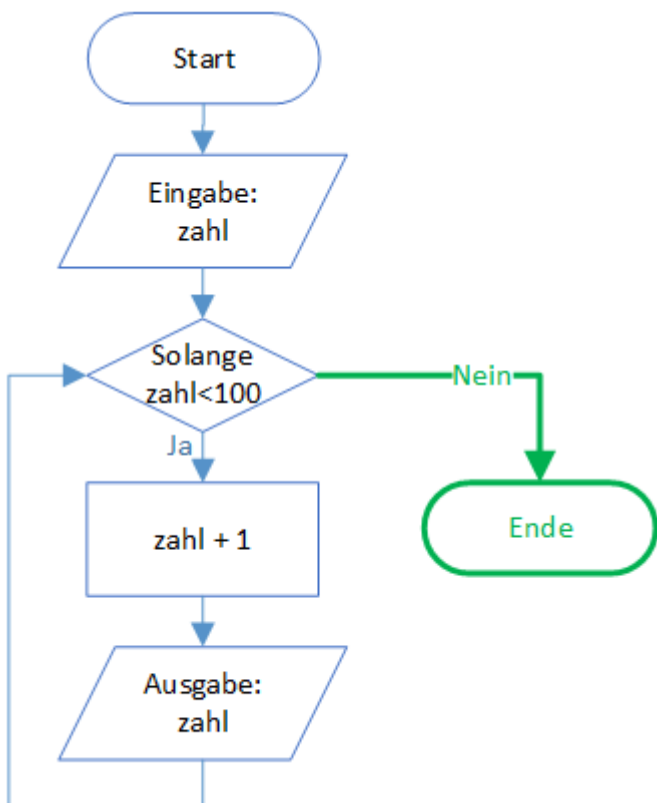 Start
Eingabe:
zahl
Solange
zahl<100
Nein
Ja
zahl + 1
Ende
Ausgabe:
zahl